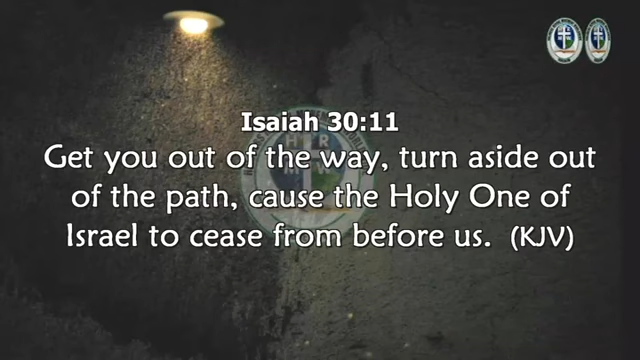 Isaiah 30:11
Get you out of the way, turn aside out
of the path, cause the Holy One of
Israel to cease from before us. (KJV)